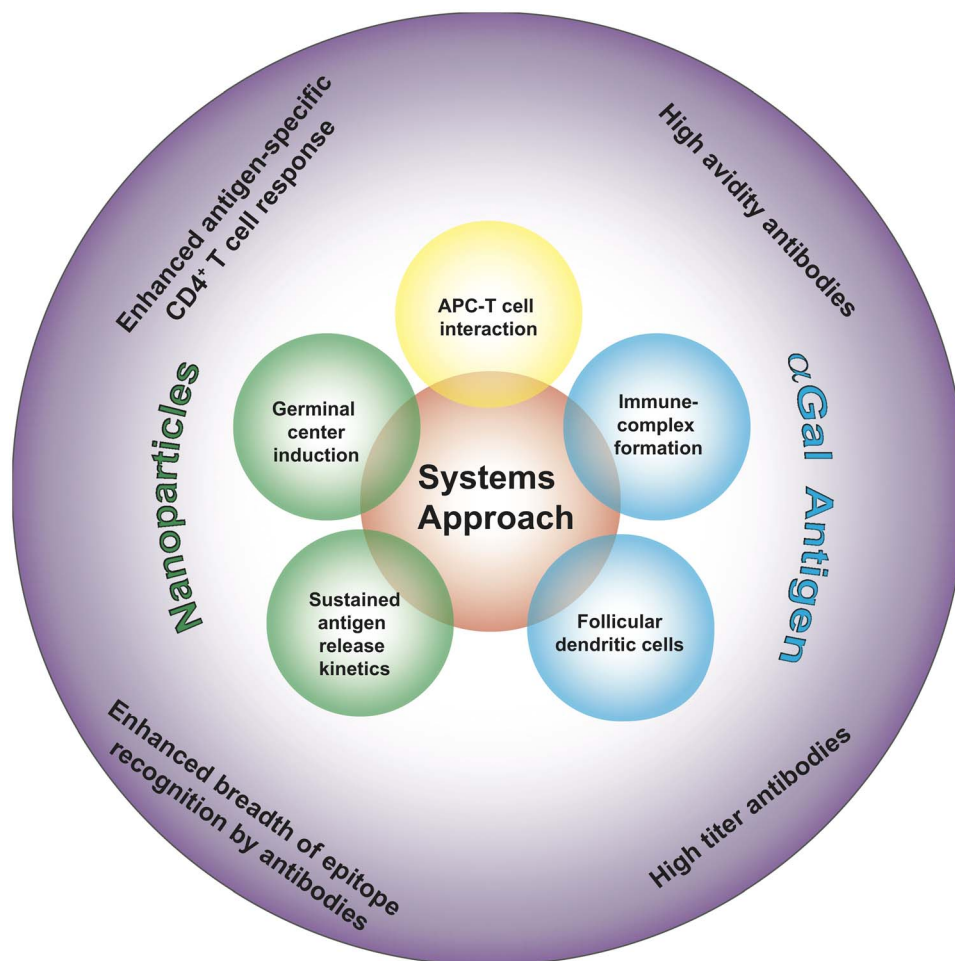 Enhanced antigen-specific
CD4⁺ T cell response
High avidity antibodies
APC-T cell
interaction
Germinal
center
induction
Immune-
complex
formation
Nanoparticles
αGal Antigen
Systems
Approach
Sustained
antigen
release
kinetics
Follicular
dendritic cells
Enhanced breadth of epitope
recognition by antibodies
High titer antibodies